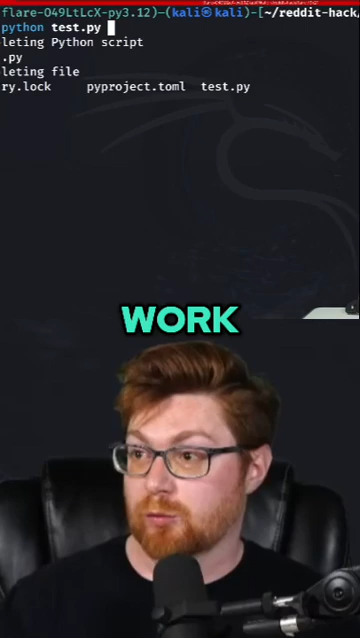 flare-O49LtLcX-py3.12)-(kali㉿kali)-[~/reddit-hack
python test.py
leting Python script
.py
leting file
ry.lock pyproject.toml test.py
WORK